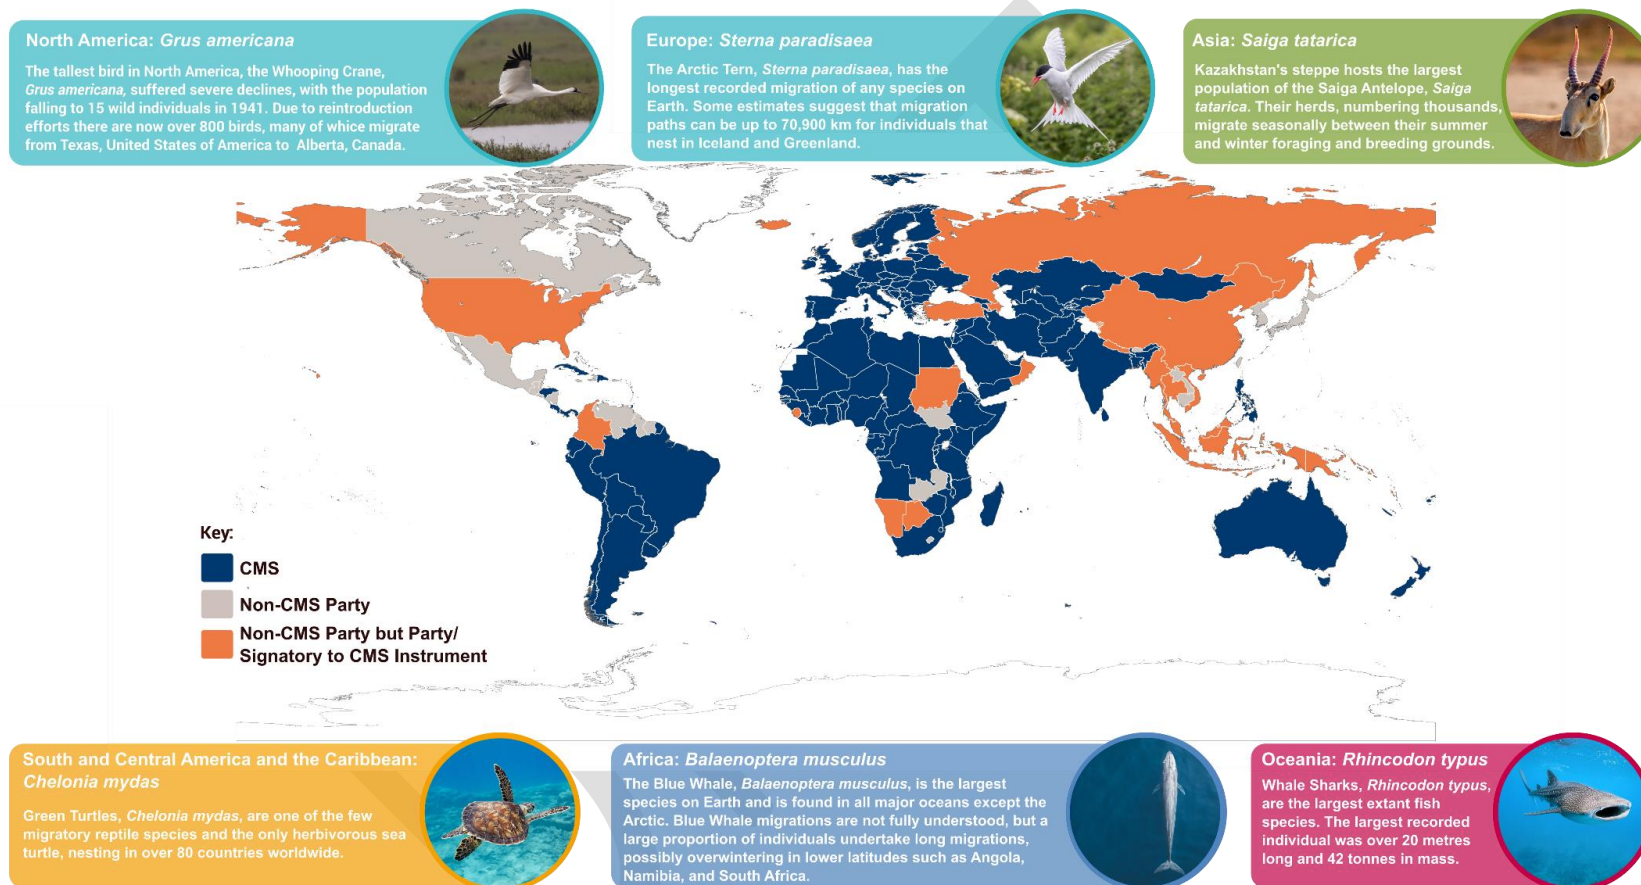 North America: Grus americana
The tallest bird in North America, the Whooping Crane,
Grus americana, suffered severe declines, with the population
falling to 15 wild individuals in 1941. Due to reintroduction
efforts there are now over 800 birds, many of whice migrate
from Texas, United States of America to Alberta, Canada.
Europe: Sterna paradisaea
The Arctic Tern, Sterna paradisaea, has the
longest recorded migration of any species on
Earth. Some estimates suggest that migration
paths can be up to 70,900 km for individuals that
nest in Iceland and Greenland.
Asia: Saiga tatarica
Kazakhstan's steppe hosts the largest
population of the Saiga Antelope, Saiga
tatarica. Their herds, numbering thousands,
migrate seasonally between their summer
and winter foraging and breeding grounds.
Key:
CMS
Non-CMS Party
Non-CMS Party but Party/
Signatory to CMS Instrument
South and Central America and the Caribbean:
Chelonia mydas
Green Turtles, Chelonia mydas, are one of the few
migratory reptile species and the only herbivorous sea
turtle, nesting in over 80 countries worldwide.
Africa: Balaenoptera musculus
The Blue Whale, Balaenoptera musculus, is the largest
species on Earth and is found in all major oceans except the
Arctic. Blue Whale migrations are not fully understood, but a
large proportion of individuals undertake long migrations,
possibly overwintering in lower latitudes such as Angola,
Namibia, and South Africa.
Oceania: Rhincodon typus
Whale Sharks, Rhincodon typus,
are the largest extant fish
species. The largest recorded
individual was over 20 metres
long and 42 tonnes in mass.